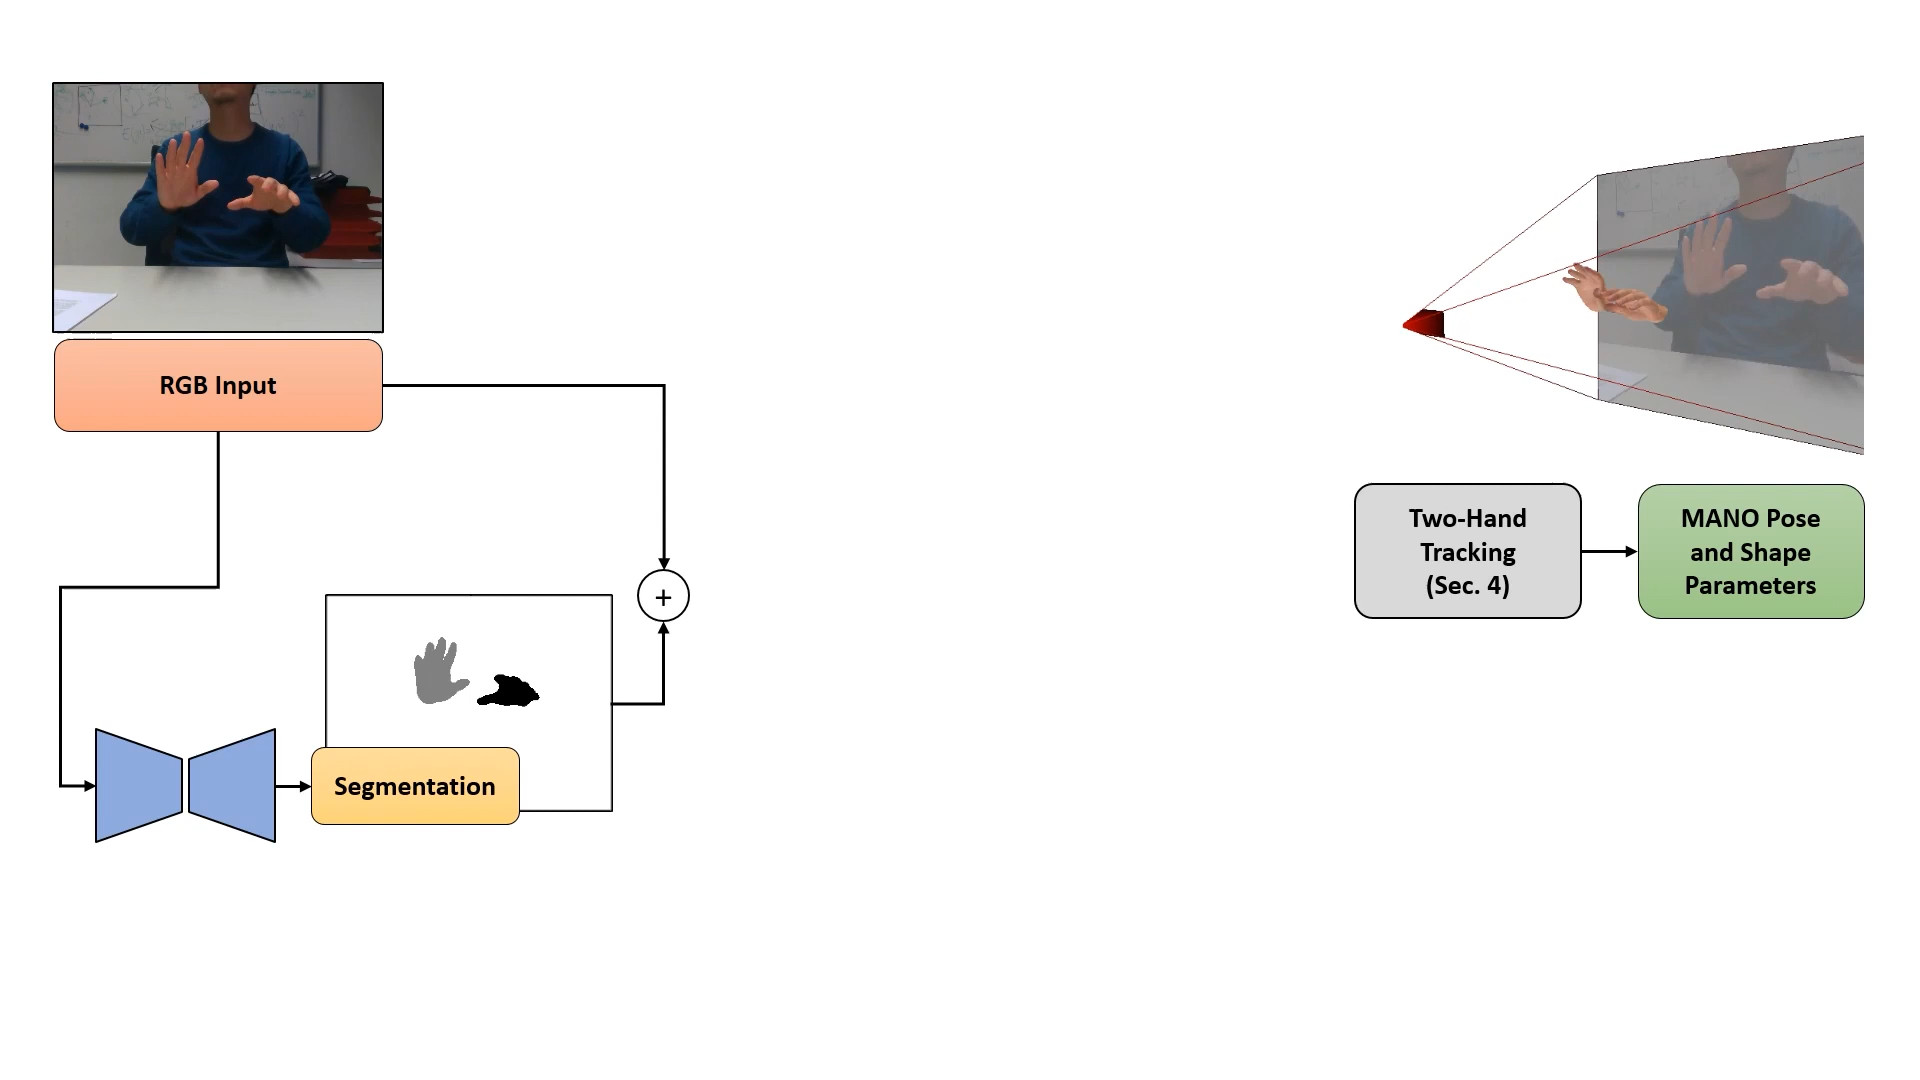 RGB Input
+
Segmentation
Two-Hand
Tracking
(Sec. 4)
MANO Pose
and Shape
Parameters